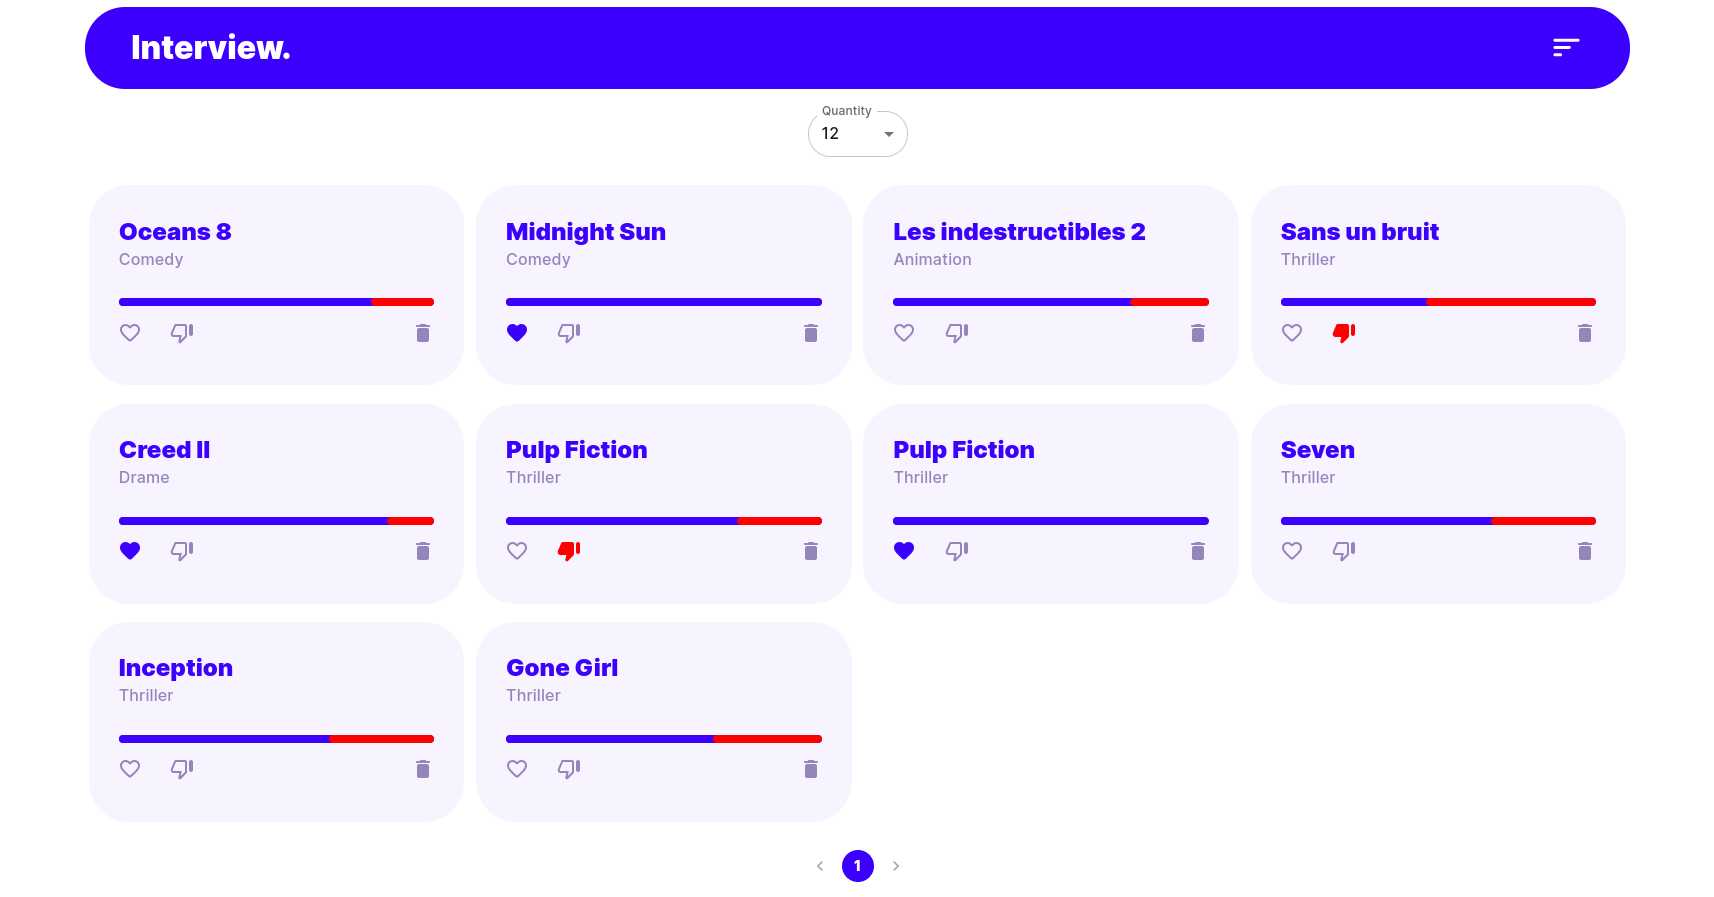 Interview.
Quantity
12
Oceans 8
Comedy
Midnight Sun
Comedy
Les indestructibles 2
Animation
Sans un bruit
Thriller
Creed II
Drame
Pulp Fiction
Thriller
Pulp Fiction
Thriller
Seven
Thriller
Inception
Thriller
Gone Girl
Thriller
1